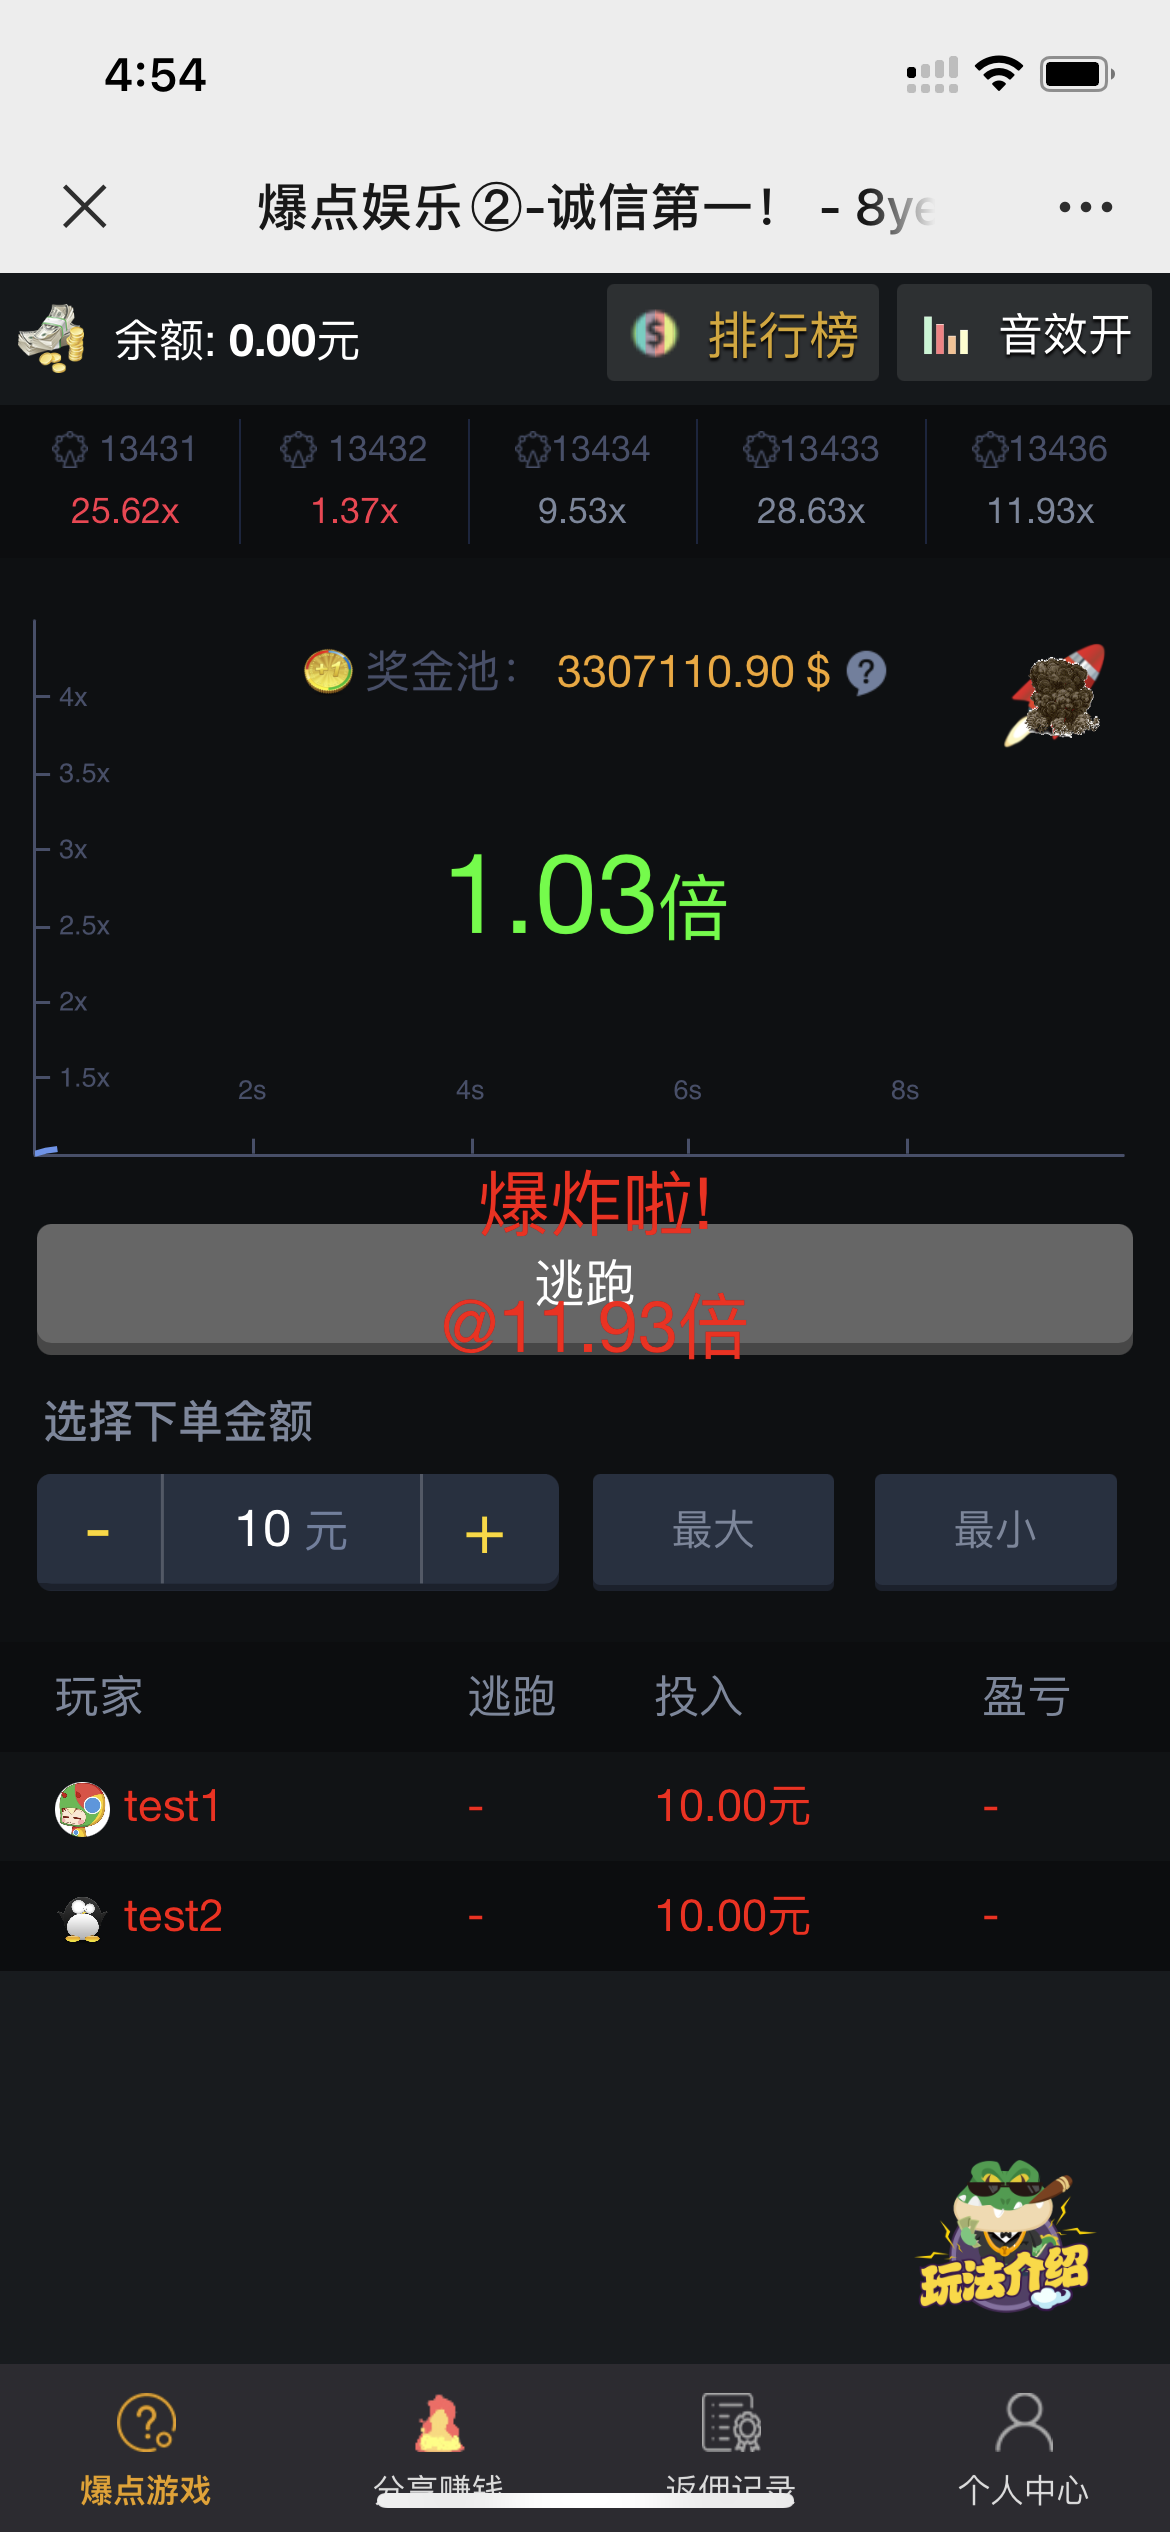 4:54
爆点娱乐②-诚信第一！ - 8ye
余额: 0.00元
排行榜
音效开
13431
13432
13434
13433
13436
25.62x
1.37x
9.53x
28.63x
11.93x
奖金池： 3307110.90 $
4x
3.5x
3x
2.5x
2x
1.5x
1.03倍
2s
4s
6s
8s
爆炸啦!
逃跑
@11.93倍
选择下单金额
-
10 元
+
最大
最小
玩家
逃跑
投入
盈亏
test1
-
10.00元
-
test2
-
10.00元
-
玩法介绍
爆点游戏
分享赚钱
返佣记录
个人中心